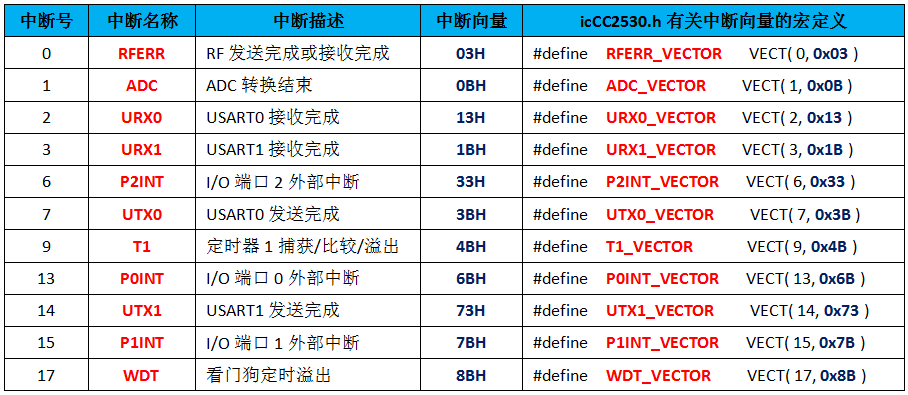 中断号 中断名称 中断描述 中断向量 icCC2530.h 有关中断向量的宏定义
0 RFERR RF 发送完成或接收完成 03H #define RFERR_VECTOR VECT( 0, 0x03 )
1 ADC ADC 转换结束 0BH #define ADC_VECTOR VECT( 1, 0x0B )
2 URX0 USART0 接收完成 13H #define URX0_VECTOR VECT( 2, 0x13 )
3 URX1 USART1 接收完成 1BH #define URX1_VECTOR VECT( 3, 0x1B )
6 P2INT I/O 端口 2 外部中断 33H #define P2INT_VECTOR VECT( 6, 0x33 )
7 UTX0 USART0 发送完成 3BH #define UTX0_VECTOR VECT( 7, 0x3B )
9 T1 定时器 1 捕获/比较/溢出 4BH #define T1_VECTOR VECT( 9, 0x4B )
13 P0INT I/O 端口 0 外部中断 6BH #define P0INT_VECTOR VECT( 13, 0x6B )
14 UTX1 USART1 发送完成 73H #define UTX1_VECTOR VECT( 14, 0x73 )
15 P1INT I/O 端口 1 外部中断 7BH #define P1INT_VECTOR VECT( 15, 0x7B )
17 WDT 看门狗定时溢出 8BH #define WDT_VECTOR VECT( 17, 0x8B )